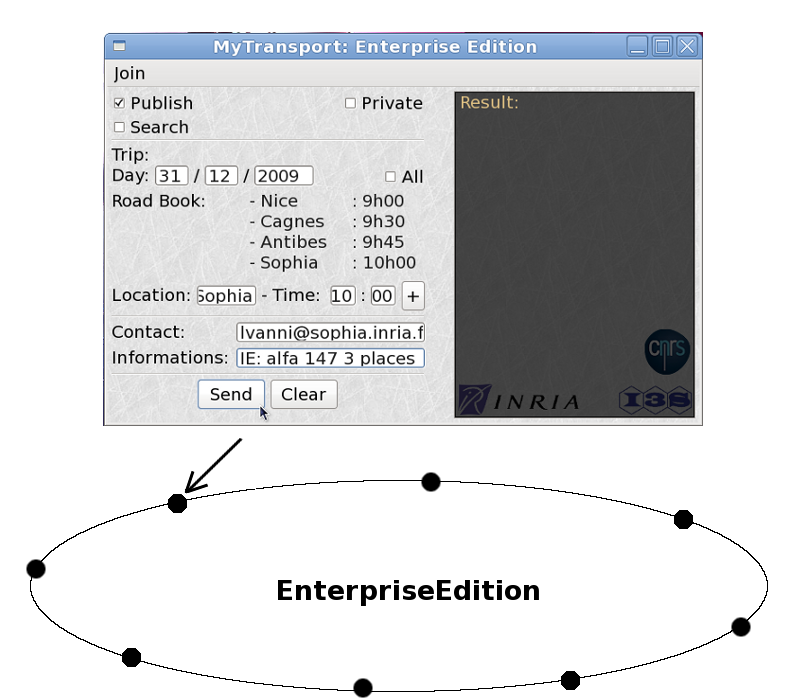 MyTransport: Enterprise Edition
Join
Publish Private
Search
Result:
Trip:
Day: 31 / 12 / 2009 All
Road Book: - Nice : 9h00
- Cagnes : 9h30
- Antibes : 9h45
- Sophia : 10h00
Location: Sophia - Time: 10 : 00 +
Contact: lvanni@sophia.inria.f
Informations: IE: alfa 147 3 places
Send Clear
cnrs
INRIA I3S
EnterpriseEdition